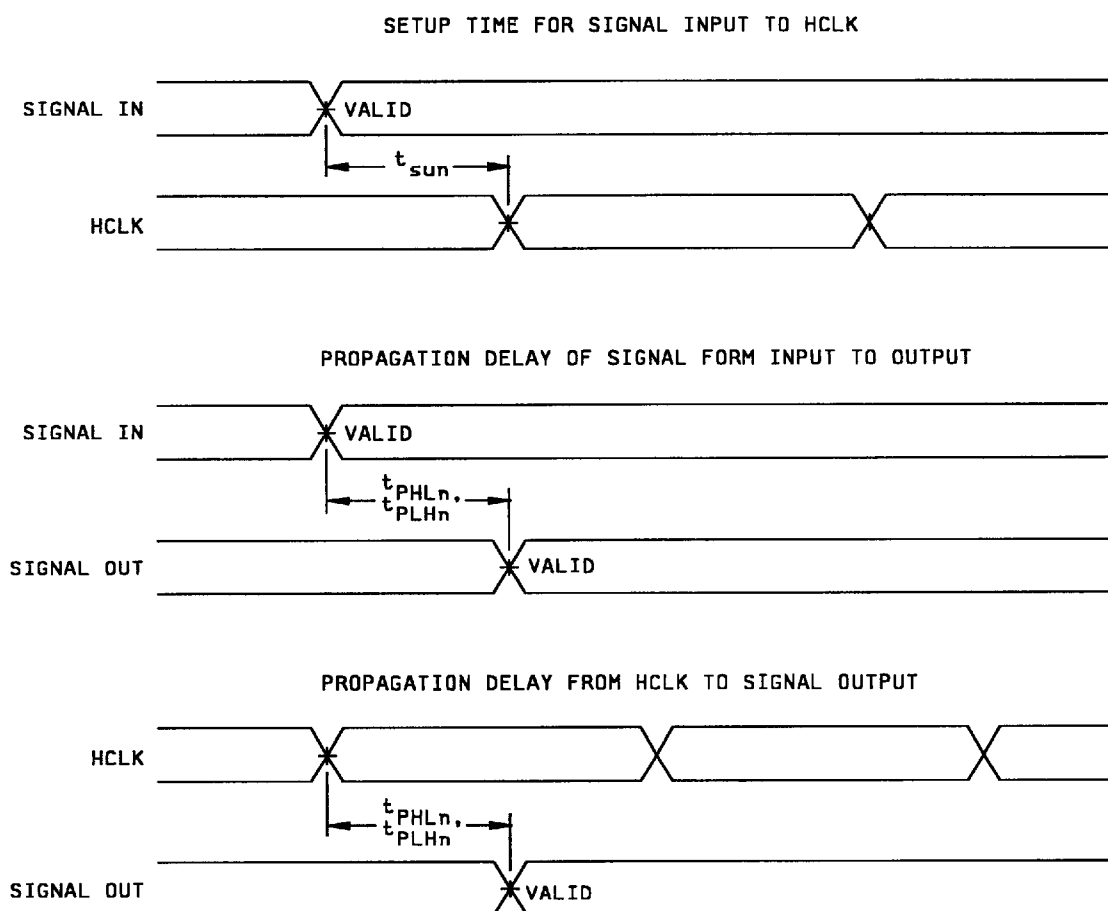 SETUP TIME FOR SIGNAL INPUT TO HCLK
SIGNAL IN
VALID
tsun
HCLK
PROPAGATION DELAY OF SIGNAL FORM INPUT TO OUTPUT
SIGNAL IN
VALID
tPHLn,
tPLHn
SIGNAL OUT
VALID
PROPAGATION DELAY FROM HCLK TO SIGNAL OUTPUT
HCLK
tPHLn,
tPLHn
SIGNAL OUT
VALID